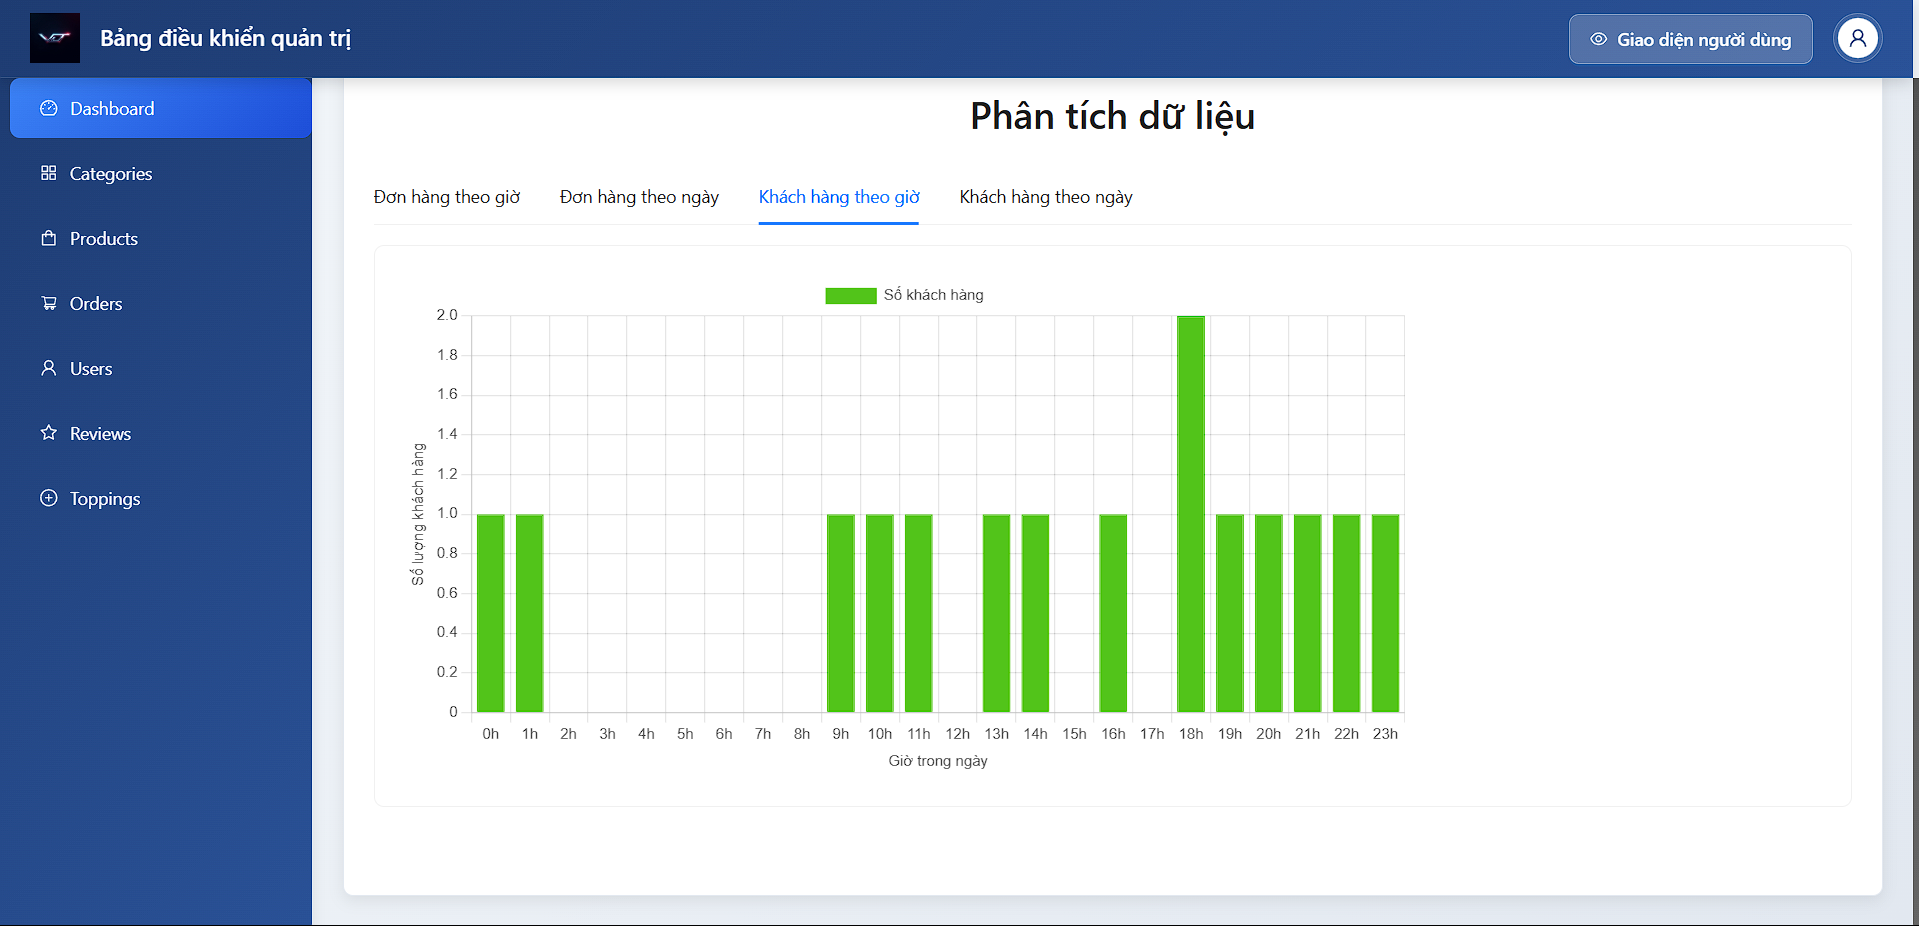 Bảng điều khiển quản trị
Giao diện người dùng
Dashboard
Categories
Products
Orders
Users
Reviews
Toppings
Phân tích dữ liệu
Đơn hàng theo giờ Đơn hàng theo ngày Khách hàng theo giờ Khách hàng theo ngày
Số khách hàng
Số lượng khách hàng
2.0
1.8
1.6
1.4
1.2
1.0
0.8
0.6
0.4
0.2
0
0h 1h 2h 3h 4h 5h 6h 7h 8h 9h 10h 11h 12h 13h 14h 15h 16h 17h 18h 19h 20h 21h 22h 23h
Giờ trong ngày